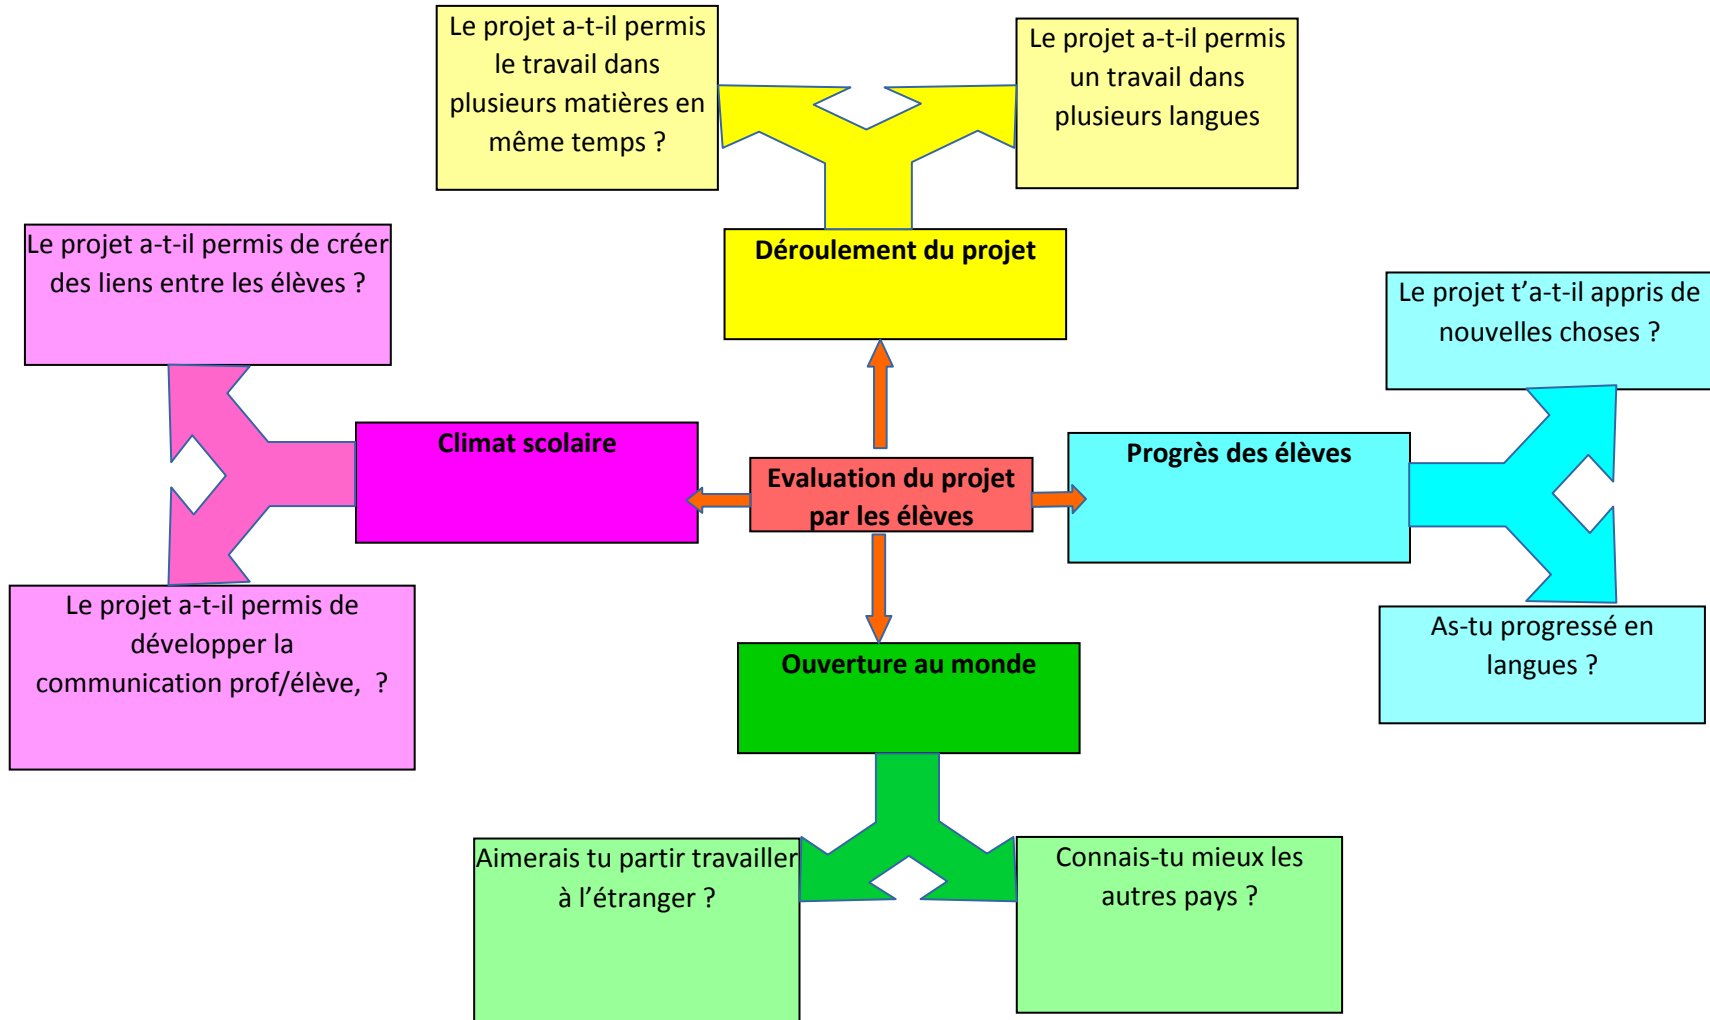 Le projet a-t-il permis
le travail dans
plusieurs matières en
même temps ?
Le projet a-t-il permis
un travail dans
plusieurs langues
Déroulement du projet
Le projet a-t-il permis de créer
des liens entre les élèves ?
Le projet t’a-t-il appris de
nouvelles choses ?
Climat scolaire
Evaluation du projet
par les élèves
Progrès des élèves
Le projet a-t-il permis de
développer la
communication prof/élève,  ?
As-tu progressé en
langues ?
Ouverture au monde
Aimerais tu partir travailler
à l’étranger ?
Connais-tu mieux les
autres pays ?